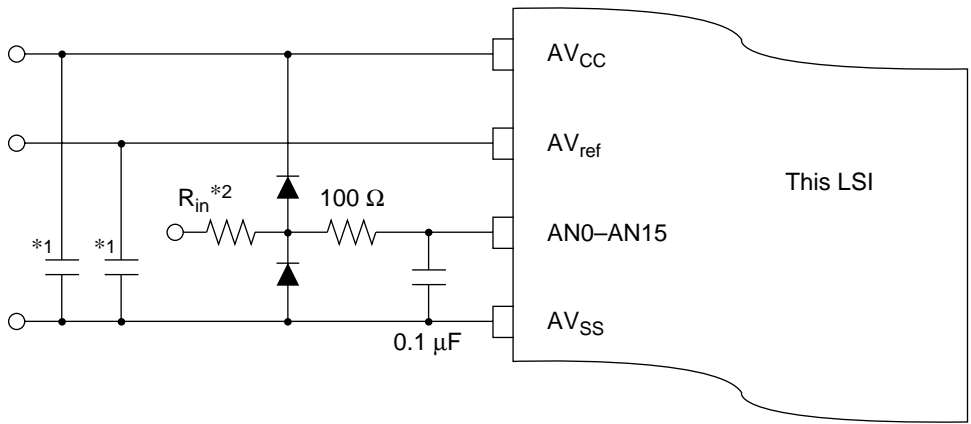 AVCC
AVref
This LSI
Rin*2
100 Ω
*1
*1
AN0–AN15
AVSS
0.1 μF